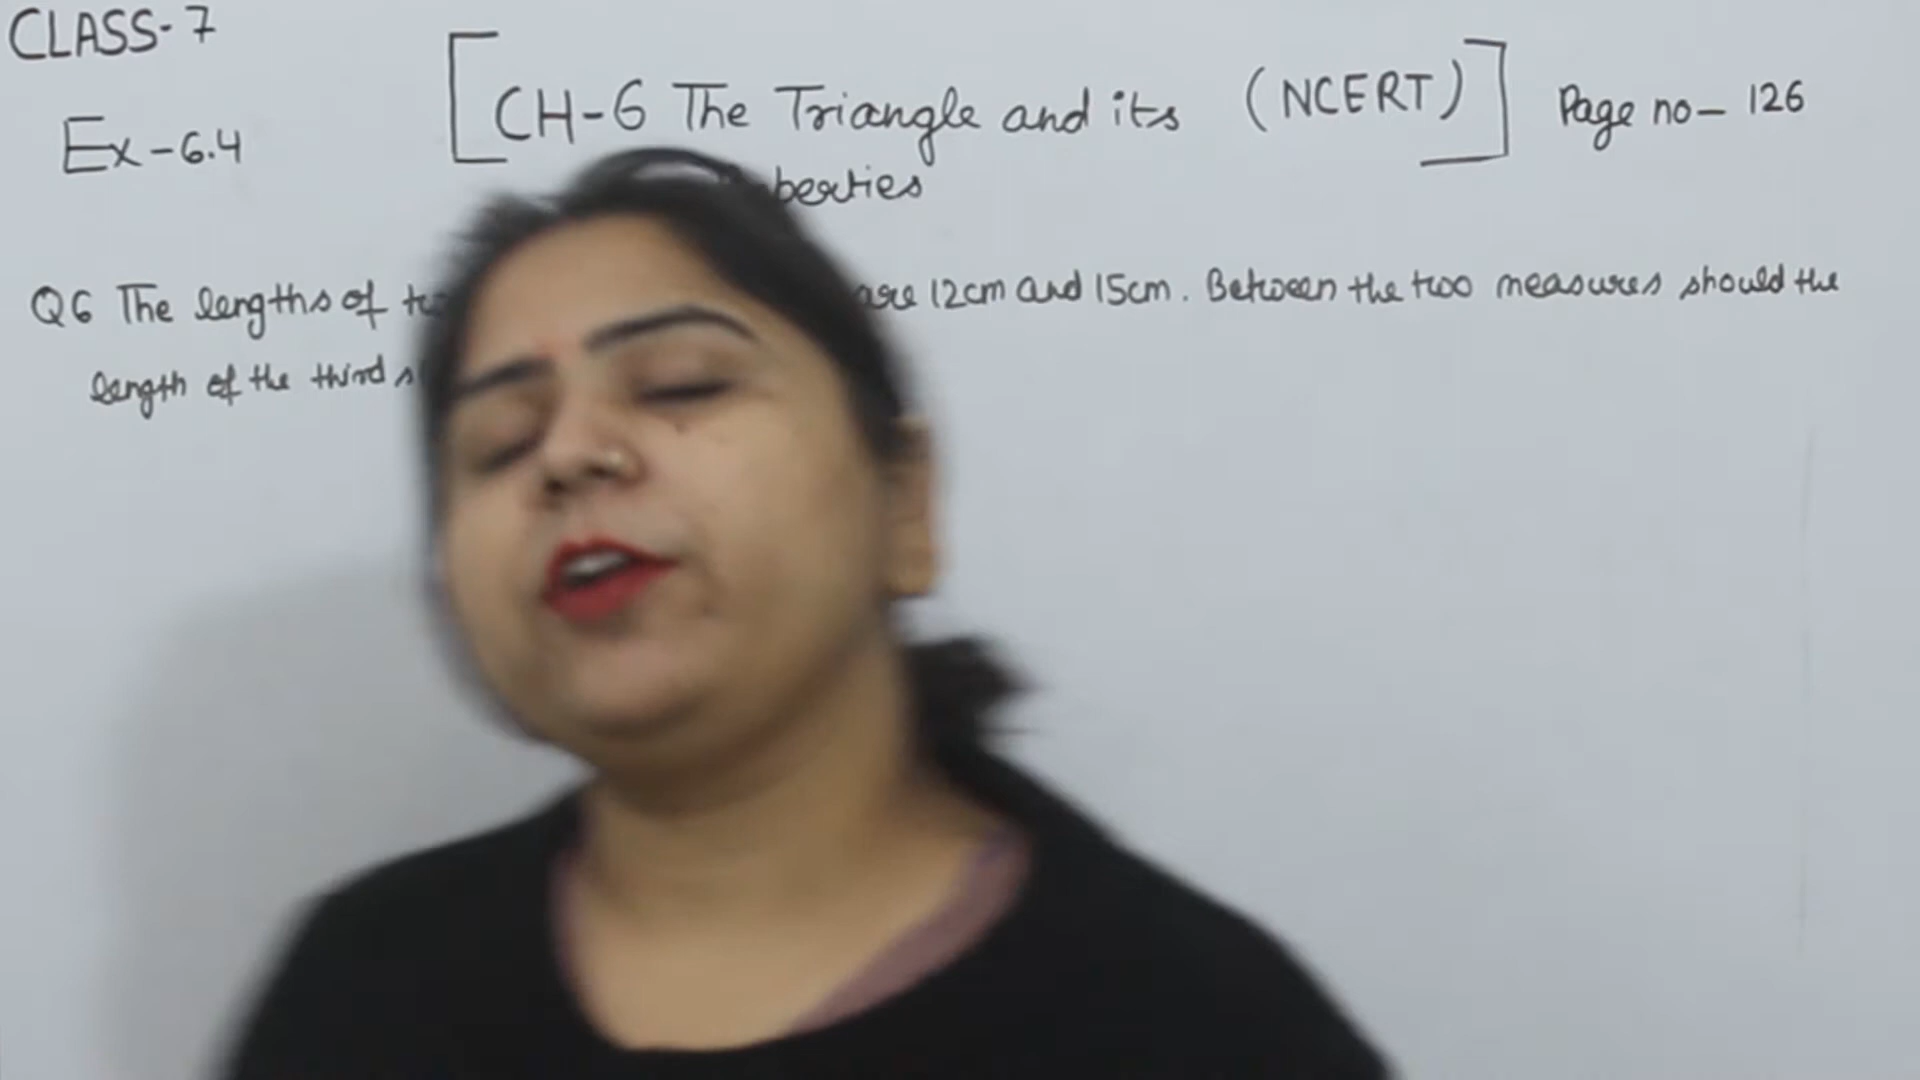 CLASS-7
[CH-6 The Triangle and its (NCERT)] Page no- 126
Ex-6.4
Q6 The lengths of are 12cm and 15cm. Between the two measures should the
length of the third